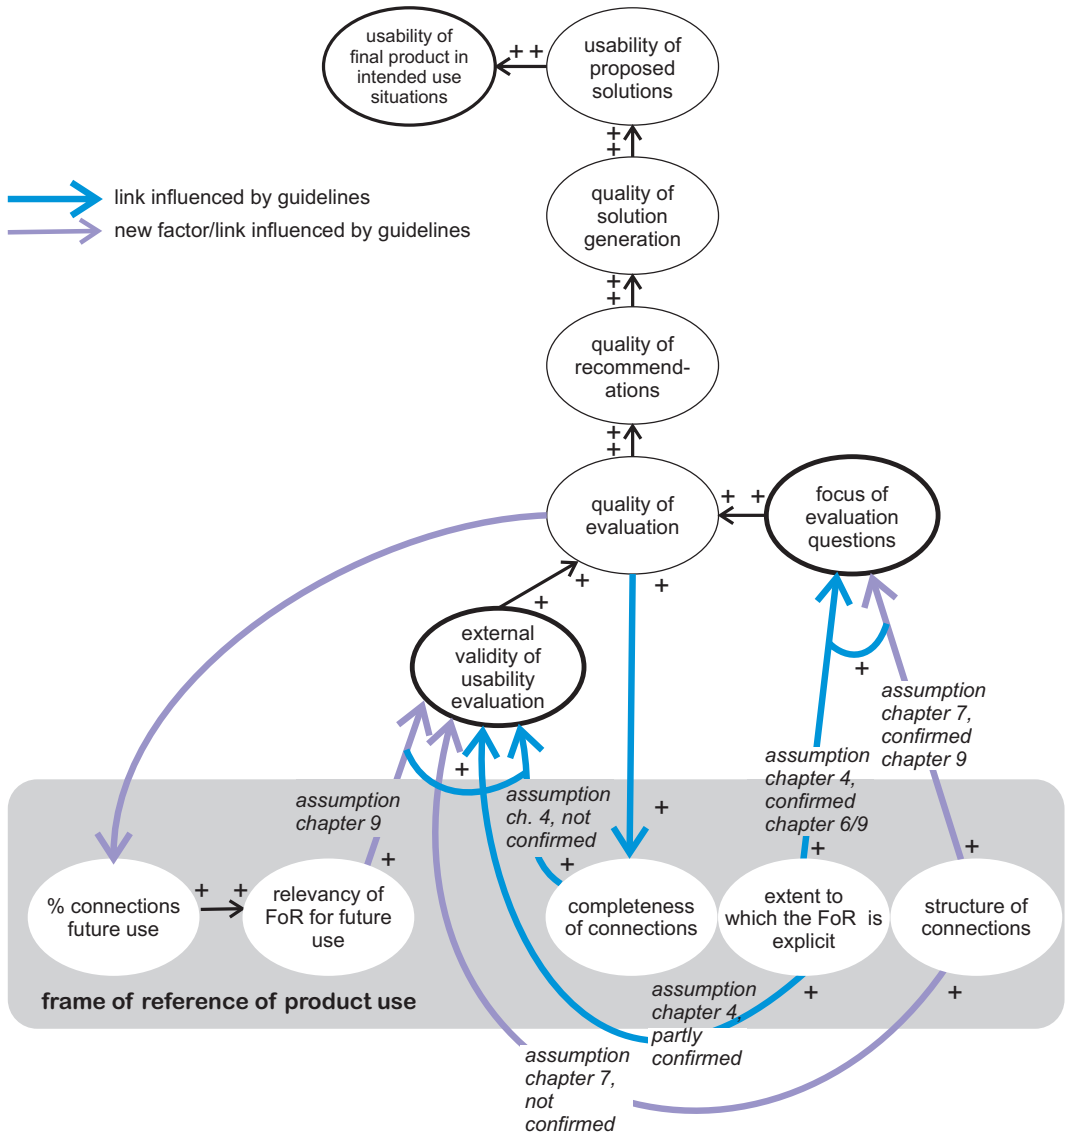 usability of
final product in
intended use
situations
+ +
usability of
proposed
solutions
+
+
link influenced by guidelines
new factor/link influenced by guidelines
quality of
solution
generation
+
+
quality of
recommend-
ations
+
+
quality of
evaluation
+ +
focus of
evaluation
questions
+
+
+
external
validity of
usability
evaluation
+
assumption
chapter 7,
confirmed
chapter 9
assumption
chapter 4,
confirmed
chapter 6/9
+
assumption
chapter 9
assumption
ch. 4, not
confirmed
+
+
+
+
+
+ +
% connections
future use
relevancy of
FoR for future
use
completeness
of connections
extent to
which the FoR is
explicit
structure of
connections
frame of reference of product use
+
+
assumption
chapter 4,
partly
confirmed
assumption
chapter 7,
not
confirmed